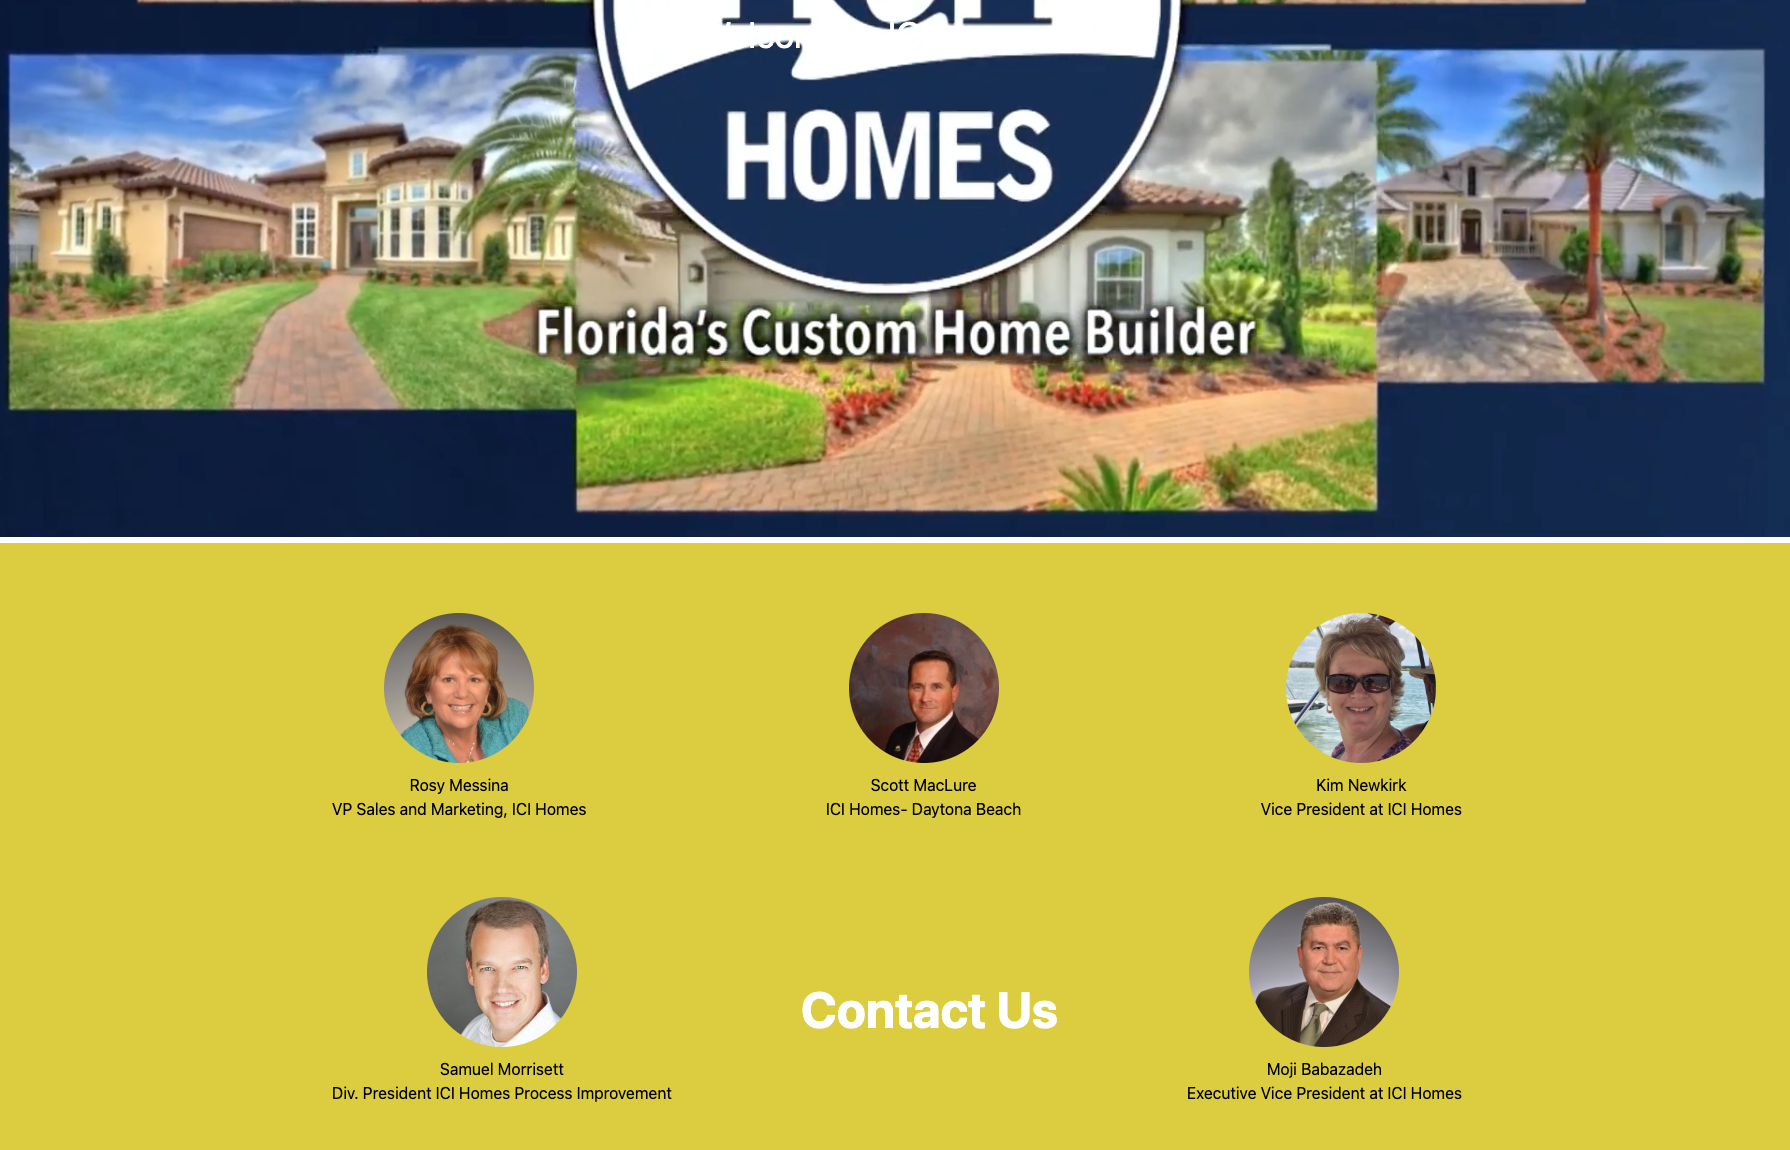 HOMES
Florida's Custom Home Builder
Rosy Messina
VP Sales and Marketing, ICI Homes
Scott MacLure
ICI Homes- Daytona Beach
Kim Newkirk
Vice President at ICI Homes
Samuel Morrisett
Div. President ICI Homes Process Improvement
Contact Us
Moji Babazadeh
Executive Vice President at ICI Homes